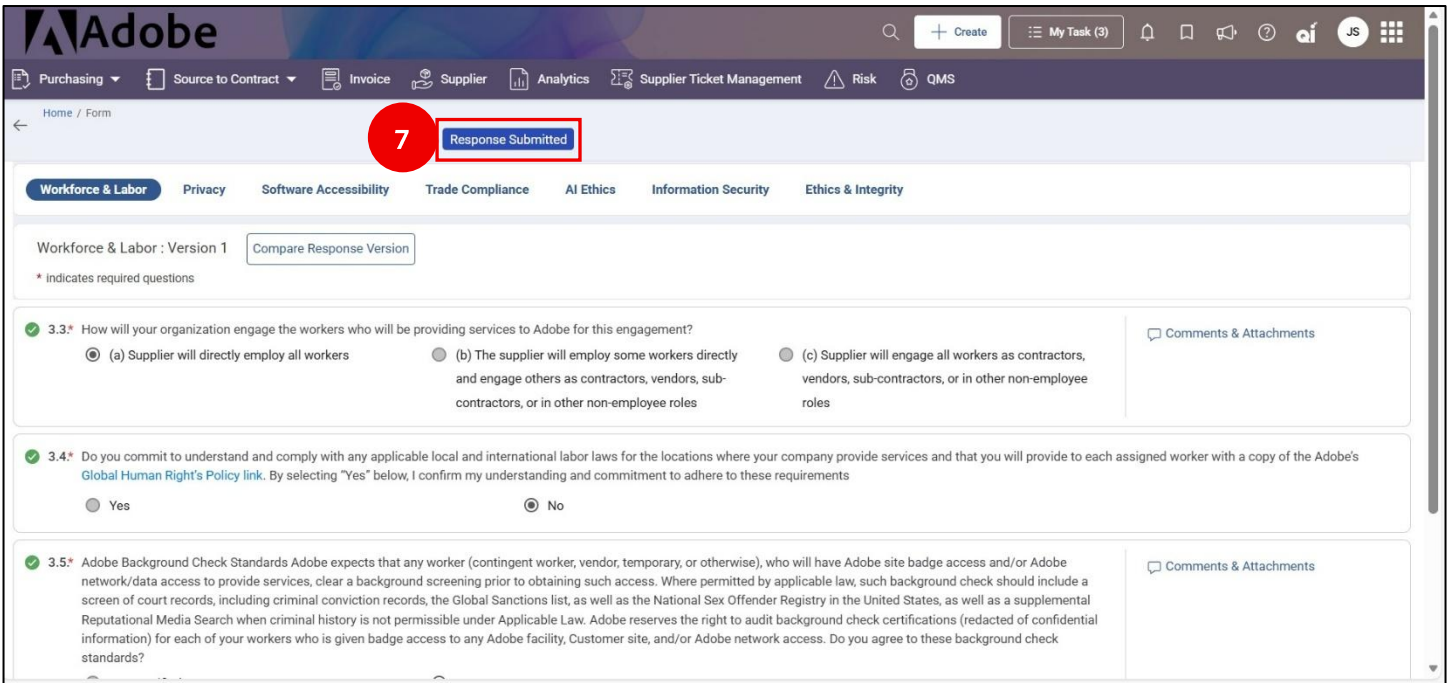 Adobe
Create
My Task (3)
JS
Purchasing
Source to Contract
Invoice
Supplier
Analytics
Supplier Ticket Management
Risk
QMS
Home / Form
7
Response Submitted
Workforce & Labor
Privacy
Software Accessibility
Trade Compliance
AI Ethics
Information Security
Ethics & Integrity
Workforce & Labor : Version 1
Compare Response Version
* indicates required questions
3.3.* How will your organization engage the workers who will be providing services to Adobe for this engagement?
(a) Supplier will directly employ all workers
(b) The supplier will employ some workers directly
and engage others as contractors, vendors, sub-
contractors, or in other non-employee roles
(c) Supplier will engage all workers as contractors,
vendors, sub-contractors, or in other non-employee
roles
Comments & Attachments
3.4.* Do you commit to understand and comply with any applicable local and international labor laws for the locations where your company provide services and that you will provide to each assigned worker with a copy of the Adobe's
Global Human Right's Policy link. By selecting "Yes" below, I confirm my understanding and commitment to adhere to these requirements
Yes
No
3.5.* Adobe Background Check Standards Adobe expects that any worker (contingent worker, vendor, temporary, or otherwise), who will have Adobe site badge access and/or Adobe
network/data access to provide services, clear a background screening prior to obtaining such access. Where permitted by applicable law, such background check should include a
screen of court records, including criminal conviction records, the Global Sanctions list, as well as the National Sex Offender Registry in the United States, as well as a supplemental
Reputational Media Search when criminal history is not permissible under Applicable Law. Adobe reserves the right to audit background check certifications (redacted of confidential
information) for each of your workers who is given badge access to any Adobe facility, Customer site, and/or Adobe network access. Do you agree to these background check
standards?
Comments & Attachments